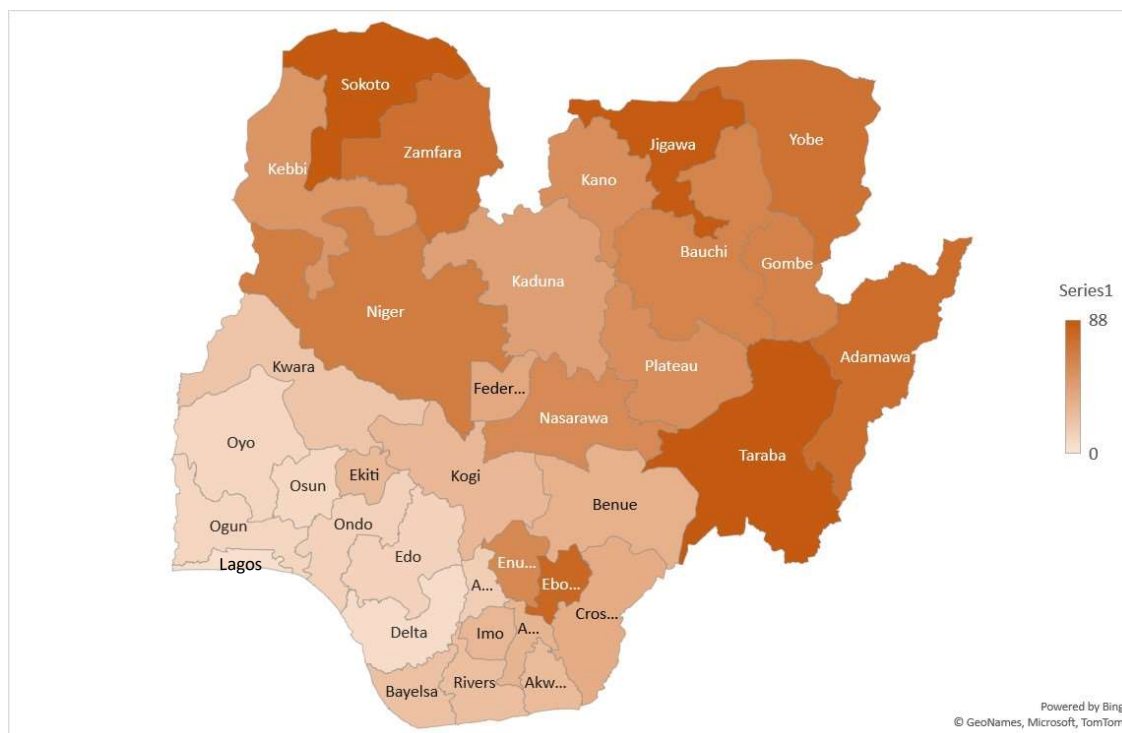 Sokoto
Zamfara
Kebbi
Jigawa
Yobe
Kano
Bauchi
Gombe
Kaduna
Niger
Adamawa
Plateau
Kwara
Feder...
Nasarawa
Taraba
Oyo
Osun
Ekiti
Kogi
Benue
Ogun
Ondo
Edo
Lagos
Enu...
Ebo...
A...
Cros...
Delta
Imo
A...
Bayelsa
Rivers
Akw...
Series1
88
0
Powered by Bing
© GeoNames, Microsoft, TomTom